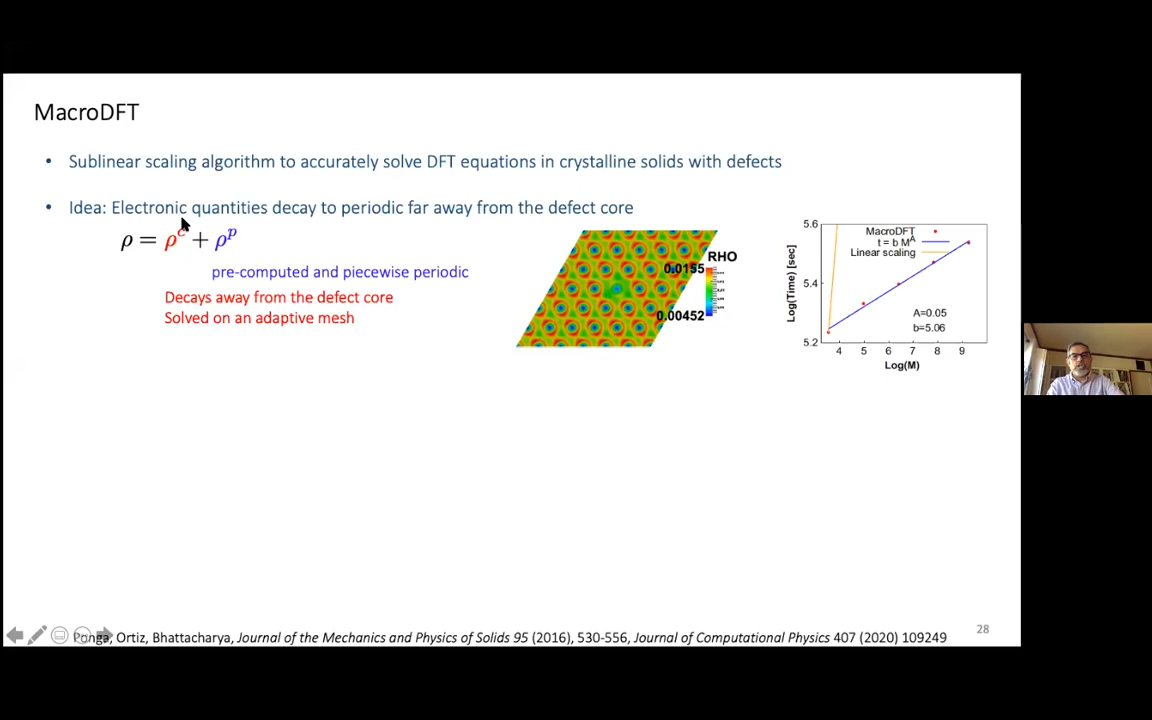 MacroDFT
• Sublinear scaling algorithm to accurately solve DFT equations in crystalline solids with defects
• Idea: Electronic quantities decay to periodic far away from the defect core
ρ = ρᶜ + ρᵖ
pre-computed and piecewise periodic
Decays away from the defect core
Solved on an adaptive mesh
RHO
0.0155
0.00452
5.6
5.4
5.2
Log(Time) [sec]
MacroDFT
t = b Mᴬ
Linear scaling
A=0.05
b=5.06
4 5 6 7 8 9
Log(M)
Ponga, Ortiz, Bhattacharya, Journal of the Mechanics and Physics of Solids 95 (2016), 530-556, Journal of Computational Physics 407 (2020) 109249
28